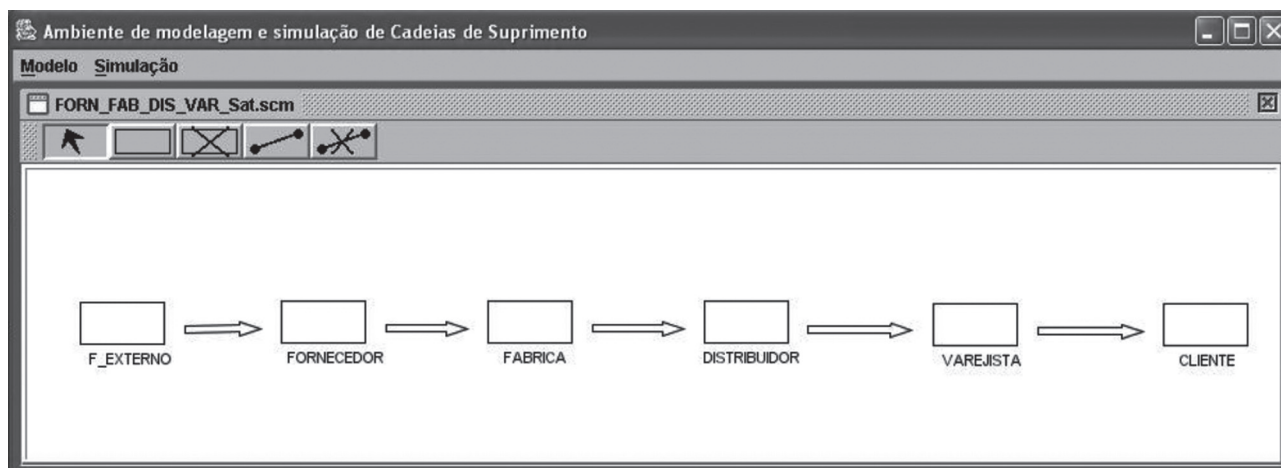 Ambiente de modelagem e simulação de Cadeias de Suprimento
Modelo Simulação
FORN_FAB_DIS_VAR_Sat.scm
F_EXTERNO FORNECEDOR FABRICA DISTRIBUIDOR VAREJISTA CLIENTE